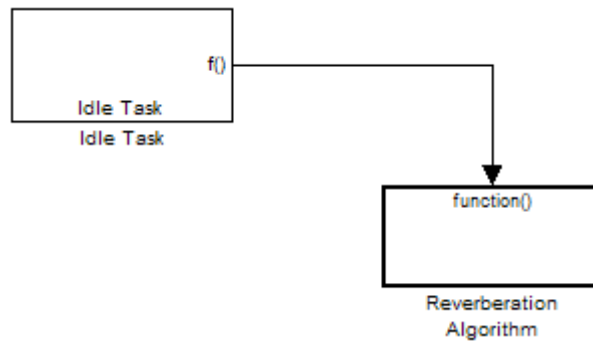 f()
Idle Task
Idle Task
function()
Reverberation
Algorithm